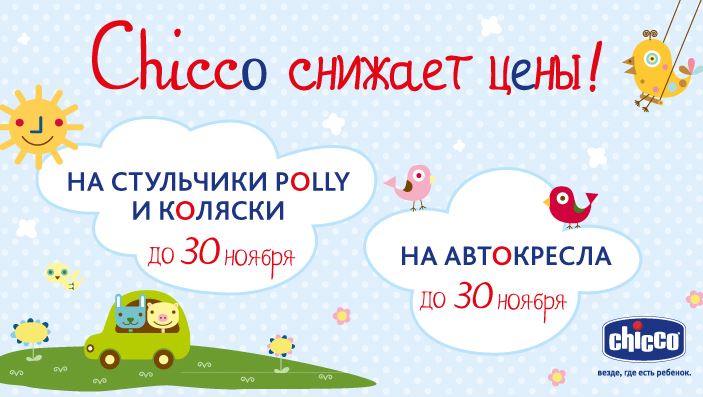 Chicco снижает цены!
НА СТУЛЬЧИКИ POLLY
И КОЛЯСКИ
до 30 ноября
НА АВТОКРЕСЛА
до 30 ноября
chicco
везде, где есть ребенок.